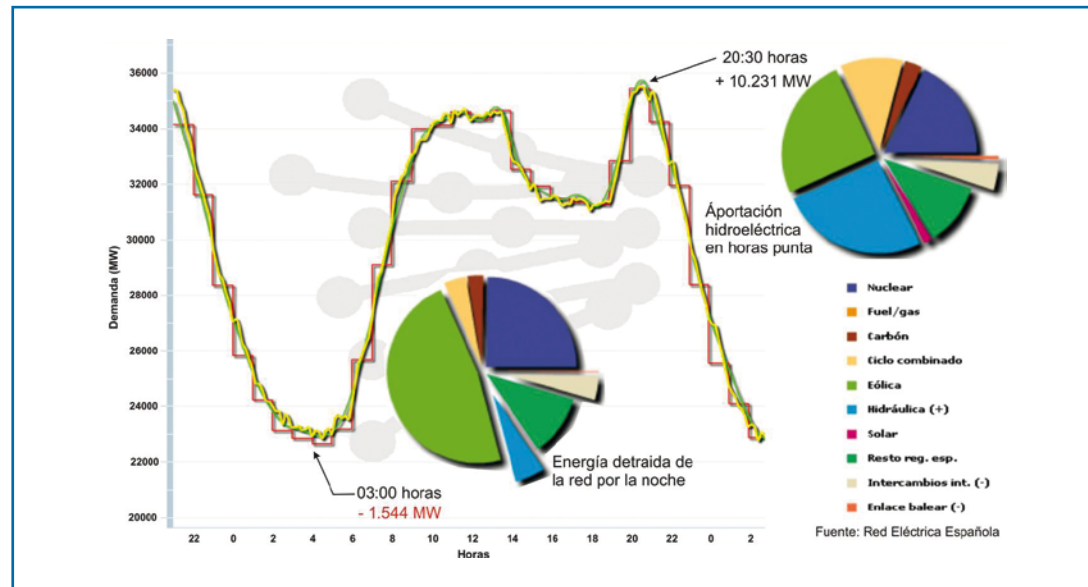 36000
34000
32000
30000
28000
26000
24000
22000
20000
Demanda (MW)
22 0 2 4 6 8 10 12 14 16 18 20 22 0 2
Horas
20:30 horas
+ 10.231 MW
Áportación
hidroeléctrica
en horas punta
03:00 horas
- 1.544 MW
Energía detraida de
la red por la noche
Nuclear
Fuel/gas
Carbón
Ciclo combinado
Eólica
Hidráulica (+)
Solar
Resto reg. esp.
Intercambios int. (-)
Enlace balear (-)
Fuente: Red Eléctrica Española